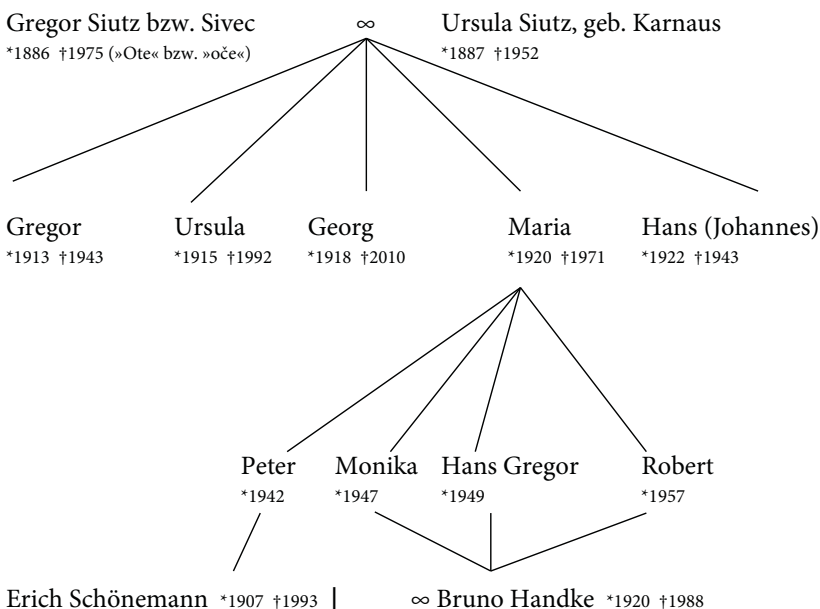 Gregor Siutz bzw. Sivec ∞ Ursula Siutz, geb. Karnaus
*1886 †1975 (»Ote« bzw. »oče«) *1887 †1952
Gregor Ursula Georg Maria Hans (Johannes)
*1913 †1943 *1915 †1992 *1918 †2010 *1920 †1971 *1922 †1943
Peter Monika Hans Gregor Robert
*1942 *1947 *1949 *1957
Erich Schönemann *1907 †1993 | ∞ Bruno Handke *1920 †1988